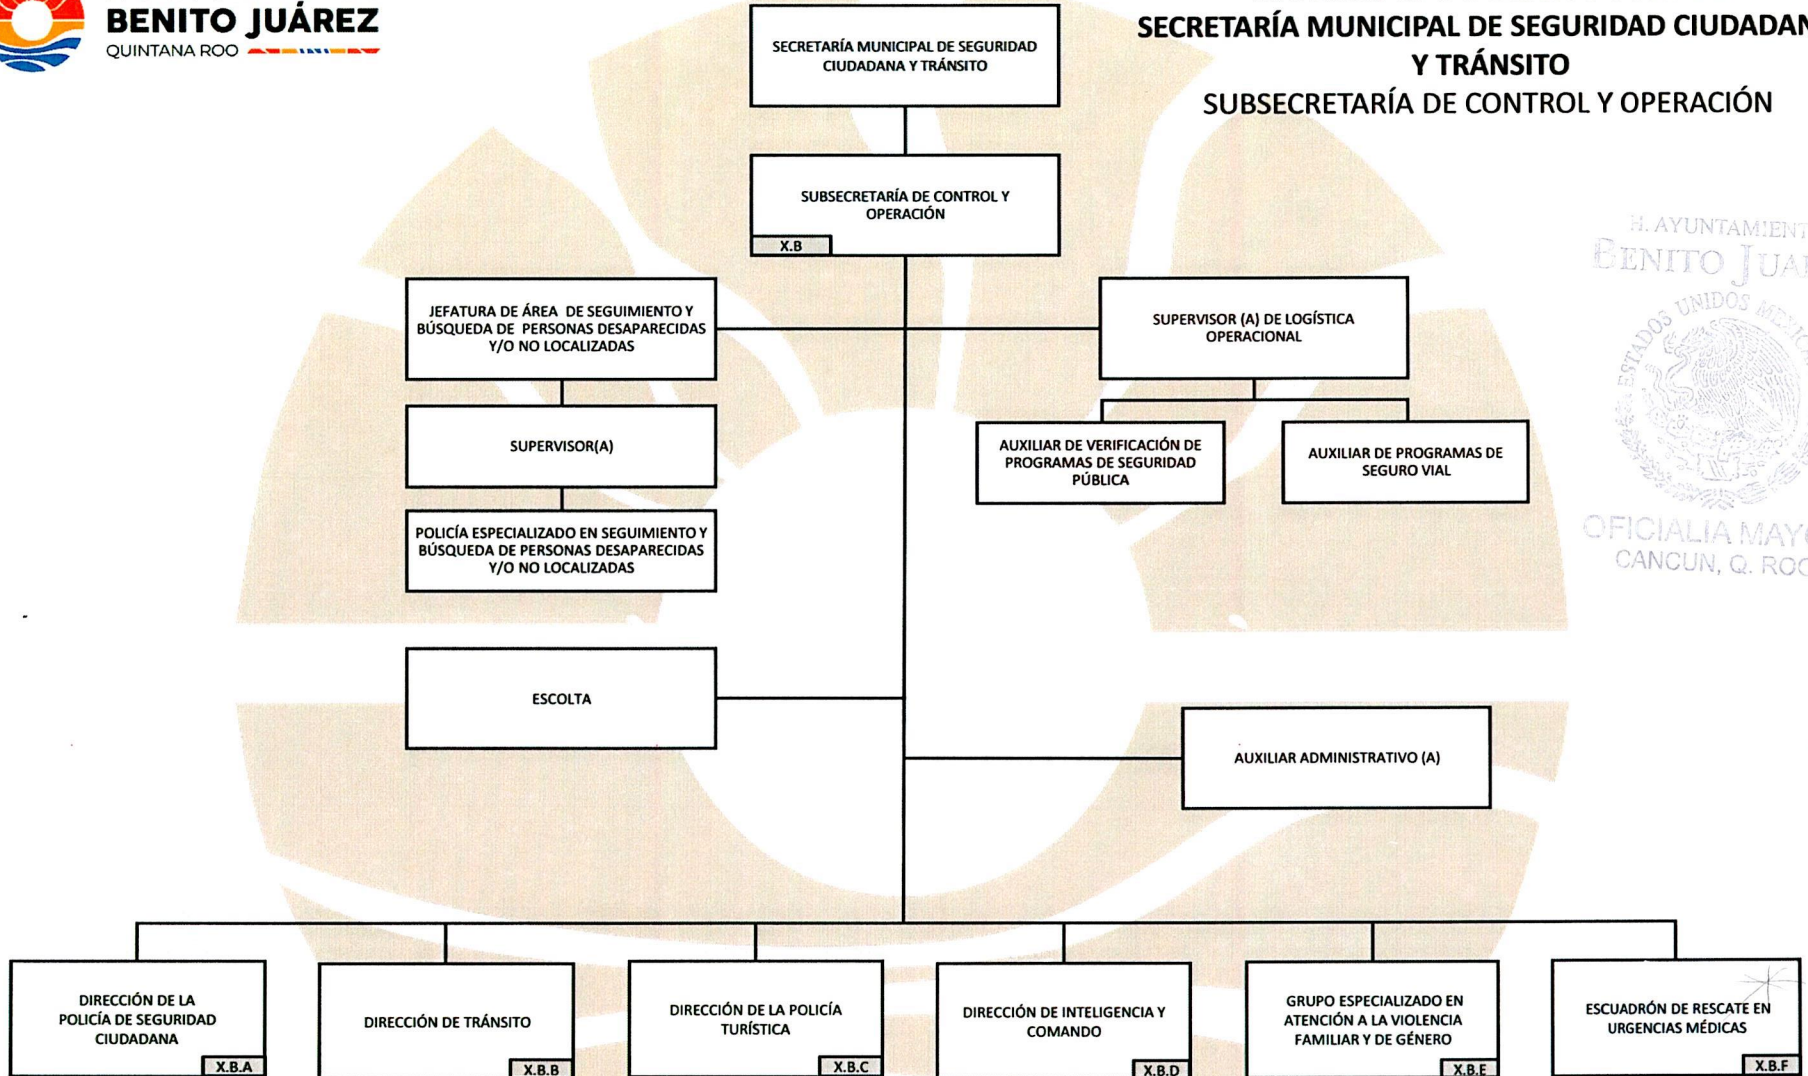 BENITO JUÁREZ
QUINTANA ROO
SECRETARÍA MUNICIPAL DE SEGURIDAD
Y TRÁNSITO
SUBSECRETARÍA DE CONTROL Y OPERACIÓN
SECRETARÍA MUNICIPAL DE SEGURIDAD
CIUDADANA Y TRÁNSITO
SUBSECRETARÍA DE CONTROL Y
OPERACIÓN
X.B
H. AYUNTAMIENT
BENITO
ESTADOS UNIDOS
OFICIALIA
CANCUN, Q. ROO
JEFATURA DE ÁREA DE SEGUIMIENTO Y
BÚSQUEDA DE PERSONAS DESAPARECIDAS
Y/O NO LOCALIZADAS
SUPERVISOR (A) DE LOGÍSTICA
OPERACIONAL
SUPERVISOR(A)
AUXILIAR DE VERIFICACIÓN DE
PROGRAMAS DE SEGURIDAD
PÚBLICA
AUXILIAR DE PROGRAMAS DE
SEGURO VIAL
POLICÍA ESPECIALIZADO EN SEGUIMIENTO Y
BÚSQUEDA DE PERSONAS DESAPARECIDAS
Y/O NO LOCALIZADAS
ESCOLTA
AUXILIAR ADMINISTRATIVO (A)
DIRECCIÓN DE LA
POLICÍA DE SEGURIDAD
CIUDADANA
X.B.A
DIRECCIÓN DE TRÁNSITO
X.B.B
DIRECCIÓN DE LA POLICÍA
TURÍSTICA
X.B.C
DIRECCIÓN DE INTELIGENCIA Y
COMANDO
X.B.D
GRUPO ESPECIALIZADO EN
ATENCIÓN A LA VIOLENCIA
FAMILIAR Y DE GÉNERO
X.B.E
ESCUADRÓN DE RESCATE EN
URGENCIAS MÉDICAS
X.B.F